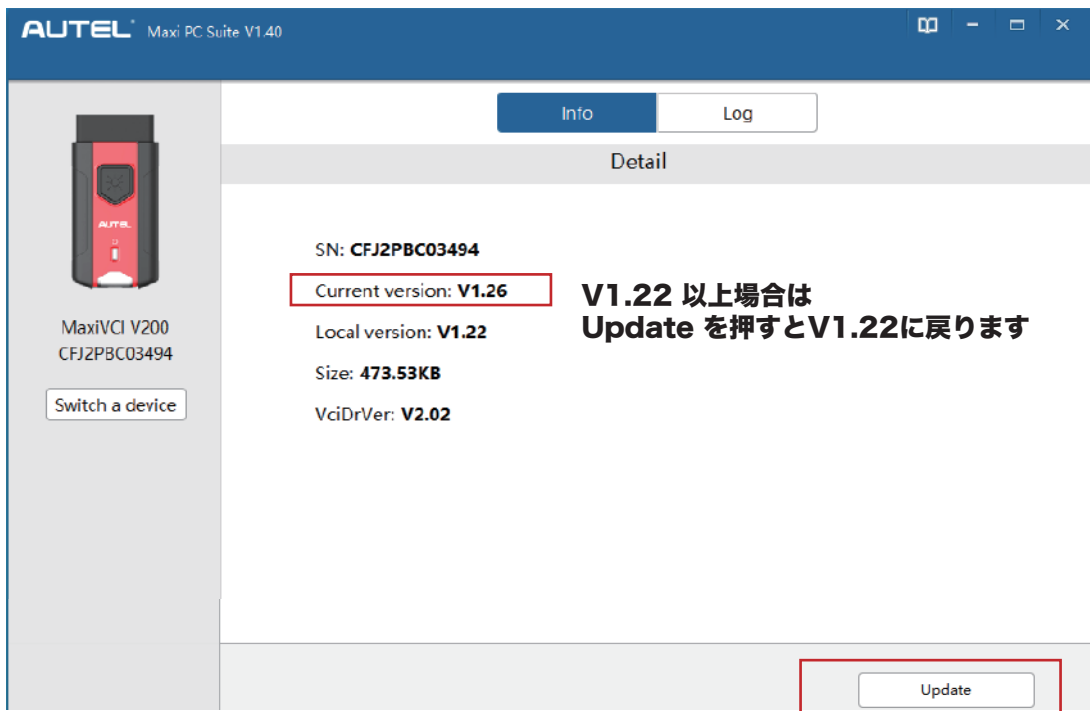 AUTEL Maxi PC Suite V1.40
Info
Log
Detail
AUTEL
SN: CFJ2PBC03494
Current version: V1.26
V1.22 以上場合は
Update を押すとV1.22に戻ります
Local version: V1.22
Size: 473.53KB
VciDrVer: V2.02
MaxiVCI V200
CFJ2PBC03494
Switch a device
Update